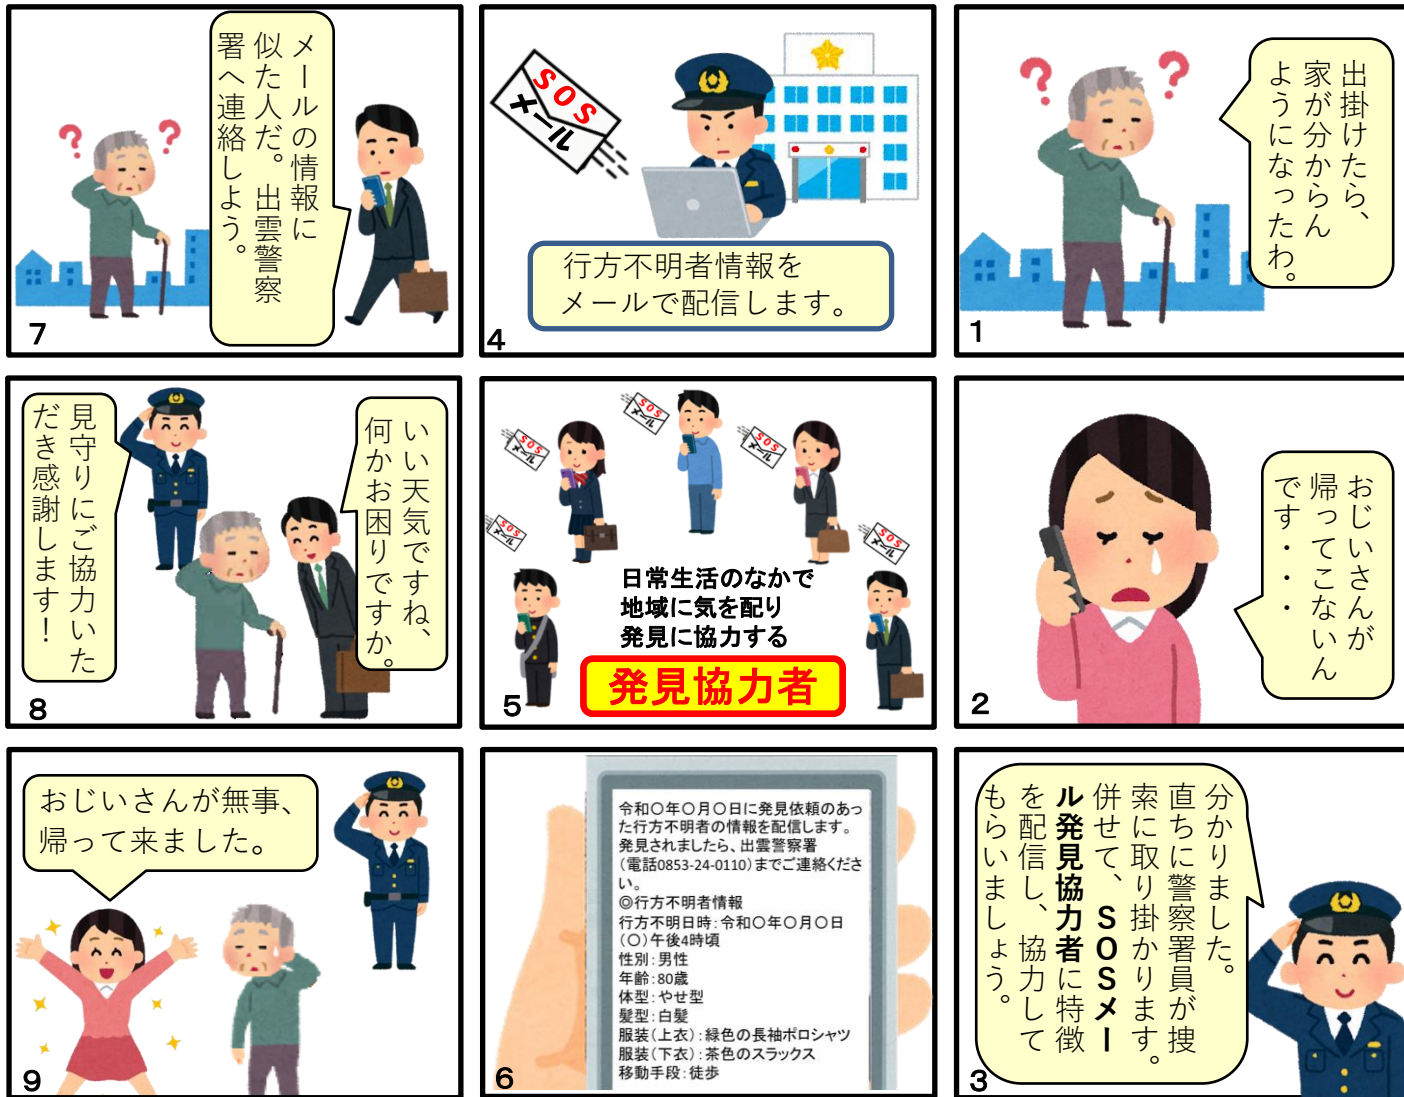 出掛けたら、
家が分からん
ようになったわ。
1
おじいさんが
帰ってこないん
です・・・
2
分かりました。
直ちに警察署員が捜
索に取り掛かります。
併せて、SOSメー
ル発見協力者に特徴
を配信し、協力して
もらいましょう。
3
SOS
メール
行方不明者情報を
メールで配信します。
4
SOS
メール
SOS
メール
SOS
メール
SOS
メール
SOS
メール
日常生活のなかで
地域に気を配り
発見に協力する
発見協力者
5
令和〇年〇月〇日に発見依頼のあっ
た行方不明者の情報を配信します。
発見されましたら、出雲警察署
(電話0853-24-0110)までご連絡くださ
い。
◎行方不明者情報
行方不明日時:令和〇年〇月〇日
(〇)午後4時頃
性別:男性
年齢:80歳
体型:やせ型
髪型:白髪
服装(上衣):緑色の長袖ポロシャツ
服装(下衣):茶色のスラックス
移動手段:徒歩
6
メールの情報に
似た人だ。出雲警察
署へ連絡しよう。
7
いい天気ですね、
何かお困りですか。
見守りにご協力いた
だき感謝します！
8
おじいさんが無事、
帰って来ました。
9